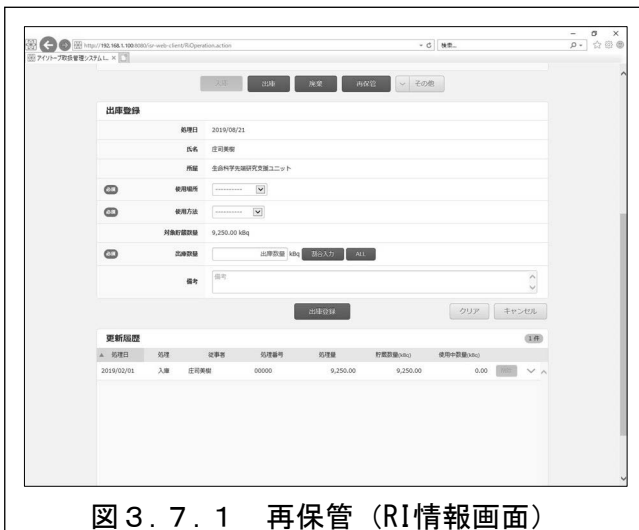 http://192.168.1.100:8080/isr-web-client/RiOperation.action
検索...
アイソトープ取扱管理システム L...
入庫 出庫 廃棄 再保管 その他
出庫登録
処理日 2019/08/21
氏名 庄司美樹
所属 生命科学先端研究支援ユニット
必須 使用場所 ----------
必須 使用方法 ----------
対象貯蔵数量 9,250.00 kBq
必須 出庫数量 出庫数量 kBq 割合入力 ALL
備考 備考
出庫登録 クリア キャンセル
更新履歴 1件
処理日 処理 従事者 処理番号 処理量 貯蔵数量(kBq) 使用中数量(kBq)
2019/02/01 入庫 庄司美樹 00000 9,250.00 9,250.00 0.00
図3.7.1 再保管(RI情報画面)